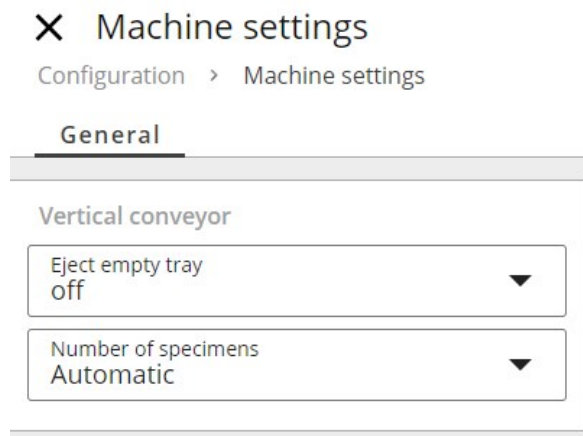 Machine settings
Configuration > Machine settings
General
Vertical conveyor
Eject empty tray
off
Number of specimens
Automatic